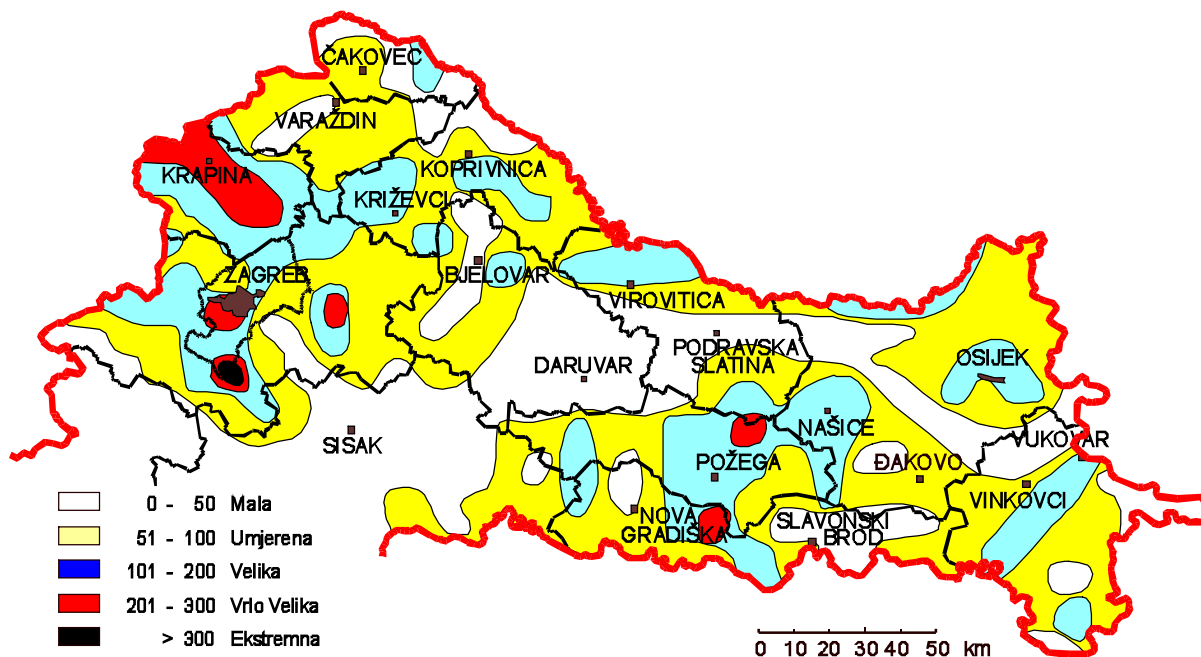 ČAKOVEC
VARAŽDIN
KRAPINA
KOPRIVNICA
KRIŽEVCI
ZAGREB
BJELOVAR
VIROVITICA
DARUVAR
PODRAVSKA
SLATINA
OSIJEK
SISAK
NAŠICE
VUKOVAR
POŽEGA
ĐAKOVO
VINKOVCI
NOVA
GRADIŠKA
SLAVONSKI
BROD
0 - 50 Mala
51 - 100 Umjerena
101 - 200 Velika
201 - 300 Vrlo Velika
> 300 Ekstremna
0 10 20 30 40 50 km